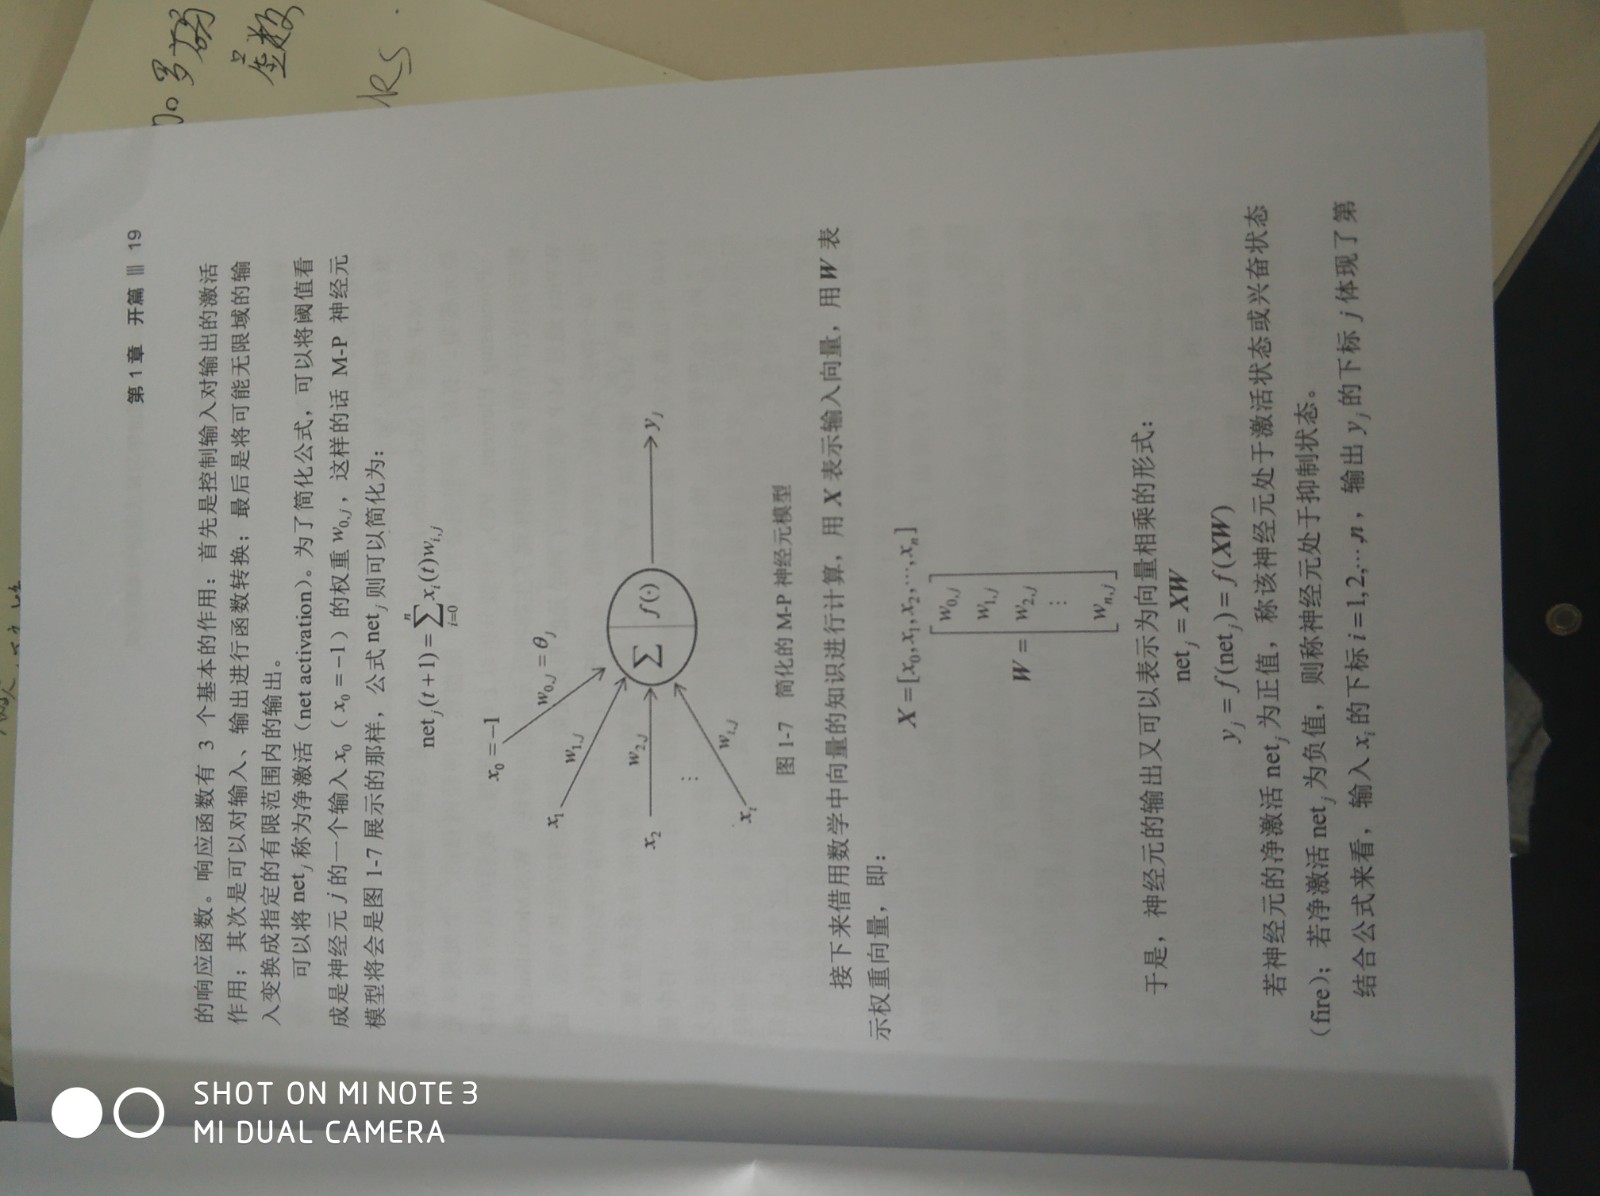 第1章 开篇 19
的响应函数。响应函数有 3 个基本的作用：首先是控制输入对输出的激活
作用；其次是可以对输入、输出进行函数转换；最后是将可能无限域的输
入变换成指定的有限范围内的输出。
可以将 net_j 称为净激活（net activation）。为了简化公式，可以将阈值看
成是神经元 j 的一个输入 x_0（x_0 = −1）的权重 w_{0,j}，这样的话 M-P 神经元
模型将会是图 1-7 展示的那样，公式 net_j 则可以简化为：
net_j(t+1) = ∑_{i=0}^{n} x_i(t)w_{i,j}
x_0 = −1
w_{0,j} = θ_j
x_1 w_{1,j}
x_2 w_{2,j} ∑ f(·) y_j
⋮
x_i w_{i,j}
图 1-7 简化的 M-P 神经元模型
接下来借用数学中向量的知识进行计算，用 X 表示输入向量，用 W 表
示权重向量，即：
X = [x_0, x_1, x_2, …, x_n]
W = [w_{0,j}
w_{1,j}
w_{2,j}
⋮
w_{n,j}]
于是，神经元的输出又可以表示为向量相乘的形式：
net_j = XW
y_j = f(net_j) = f(XW)
若神经元的净激活 net_j 为正值，称该神经元处于激活状态或兴奋状态
（fire）；若净激活 net_j 为负值，则称神经元处于抑制状态。
结合公式来看，输入 x_i 的下标 i = 1,2,…,n，输出 y_j 的下标 j 体现了第
SHOT ON MI NOTE 3
MI DUAL CAMERA